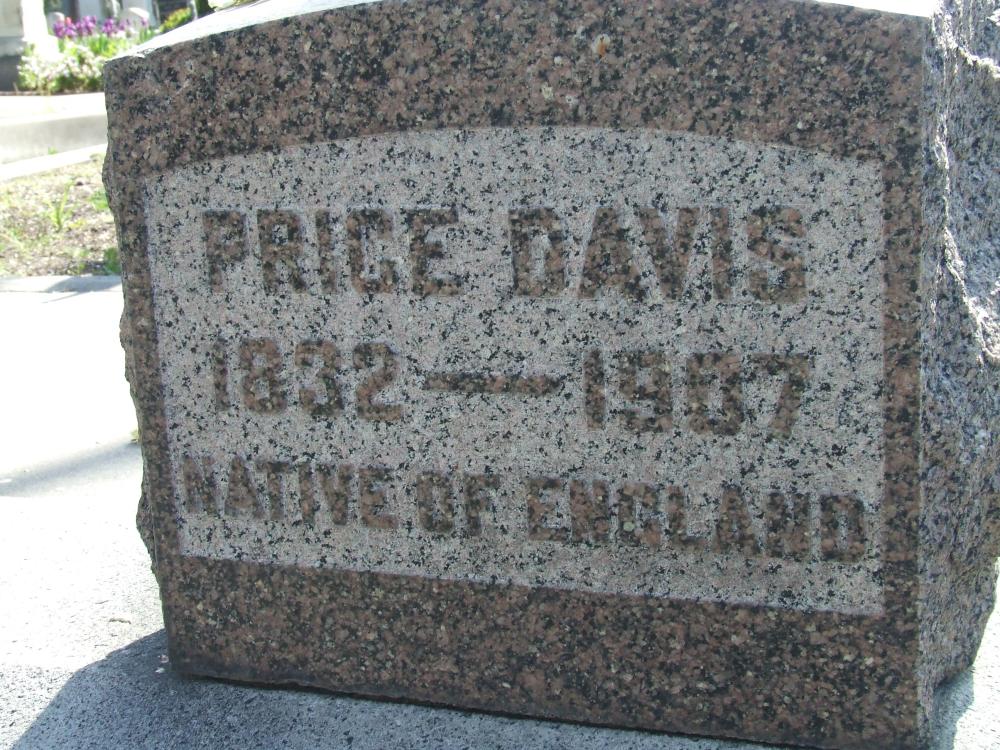 PRICE DAVIS
1832 — 1907
NATIVE OF ENGLAND